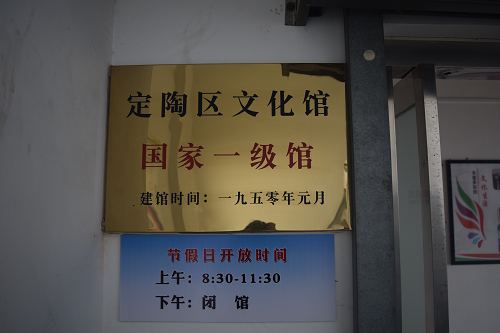 定陶区文化馆
国家一级馆
建馆时间：一九五零年元月
节假日开放时间
上午：8:30-11:30
下午：闭 馆